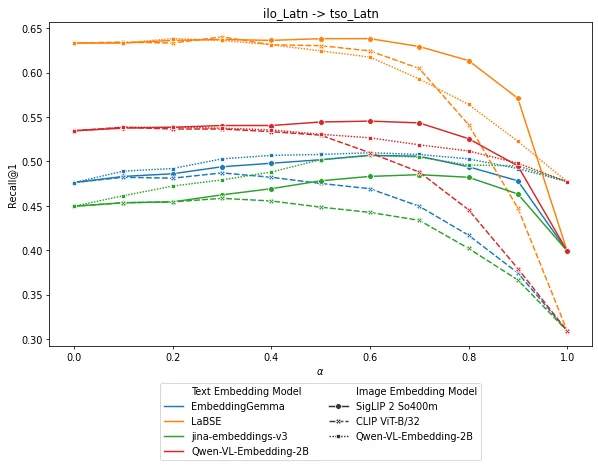 ilo_Latn -> tso_Latn
0.65
0.60
0.55
0.50
0.45
0.40
0.35
0.30
Recall@1
0.0 0.2 0.4 0.6 0.8 1.0
α
Text Embedding Model
EmbeddingGemma
LaBSE
jina-embeddings-v3
Qwen-VL-Embedding-2B
Image Embedding Model
SigLIP 2 So400m
CLIP ViT-B/32
Qwen-VL-Embedding-2B